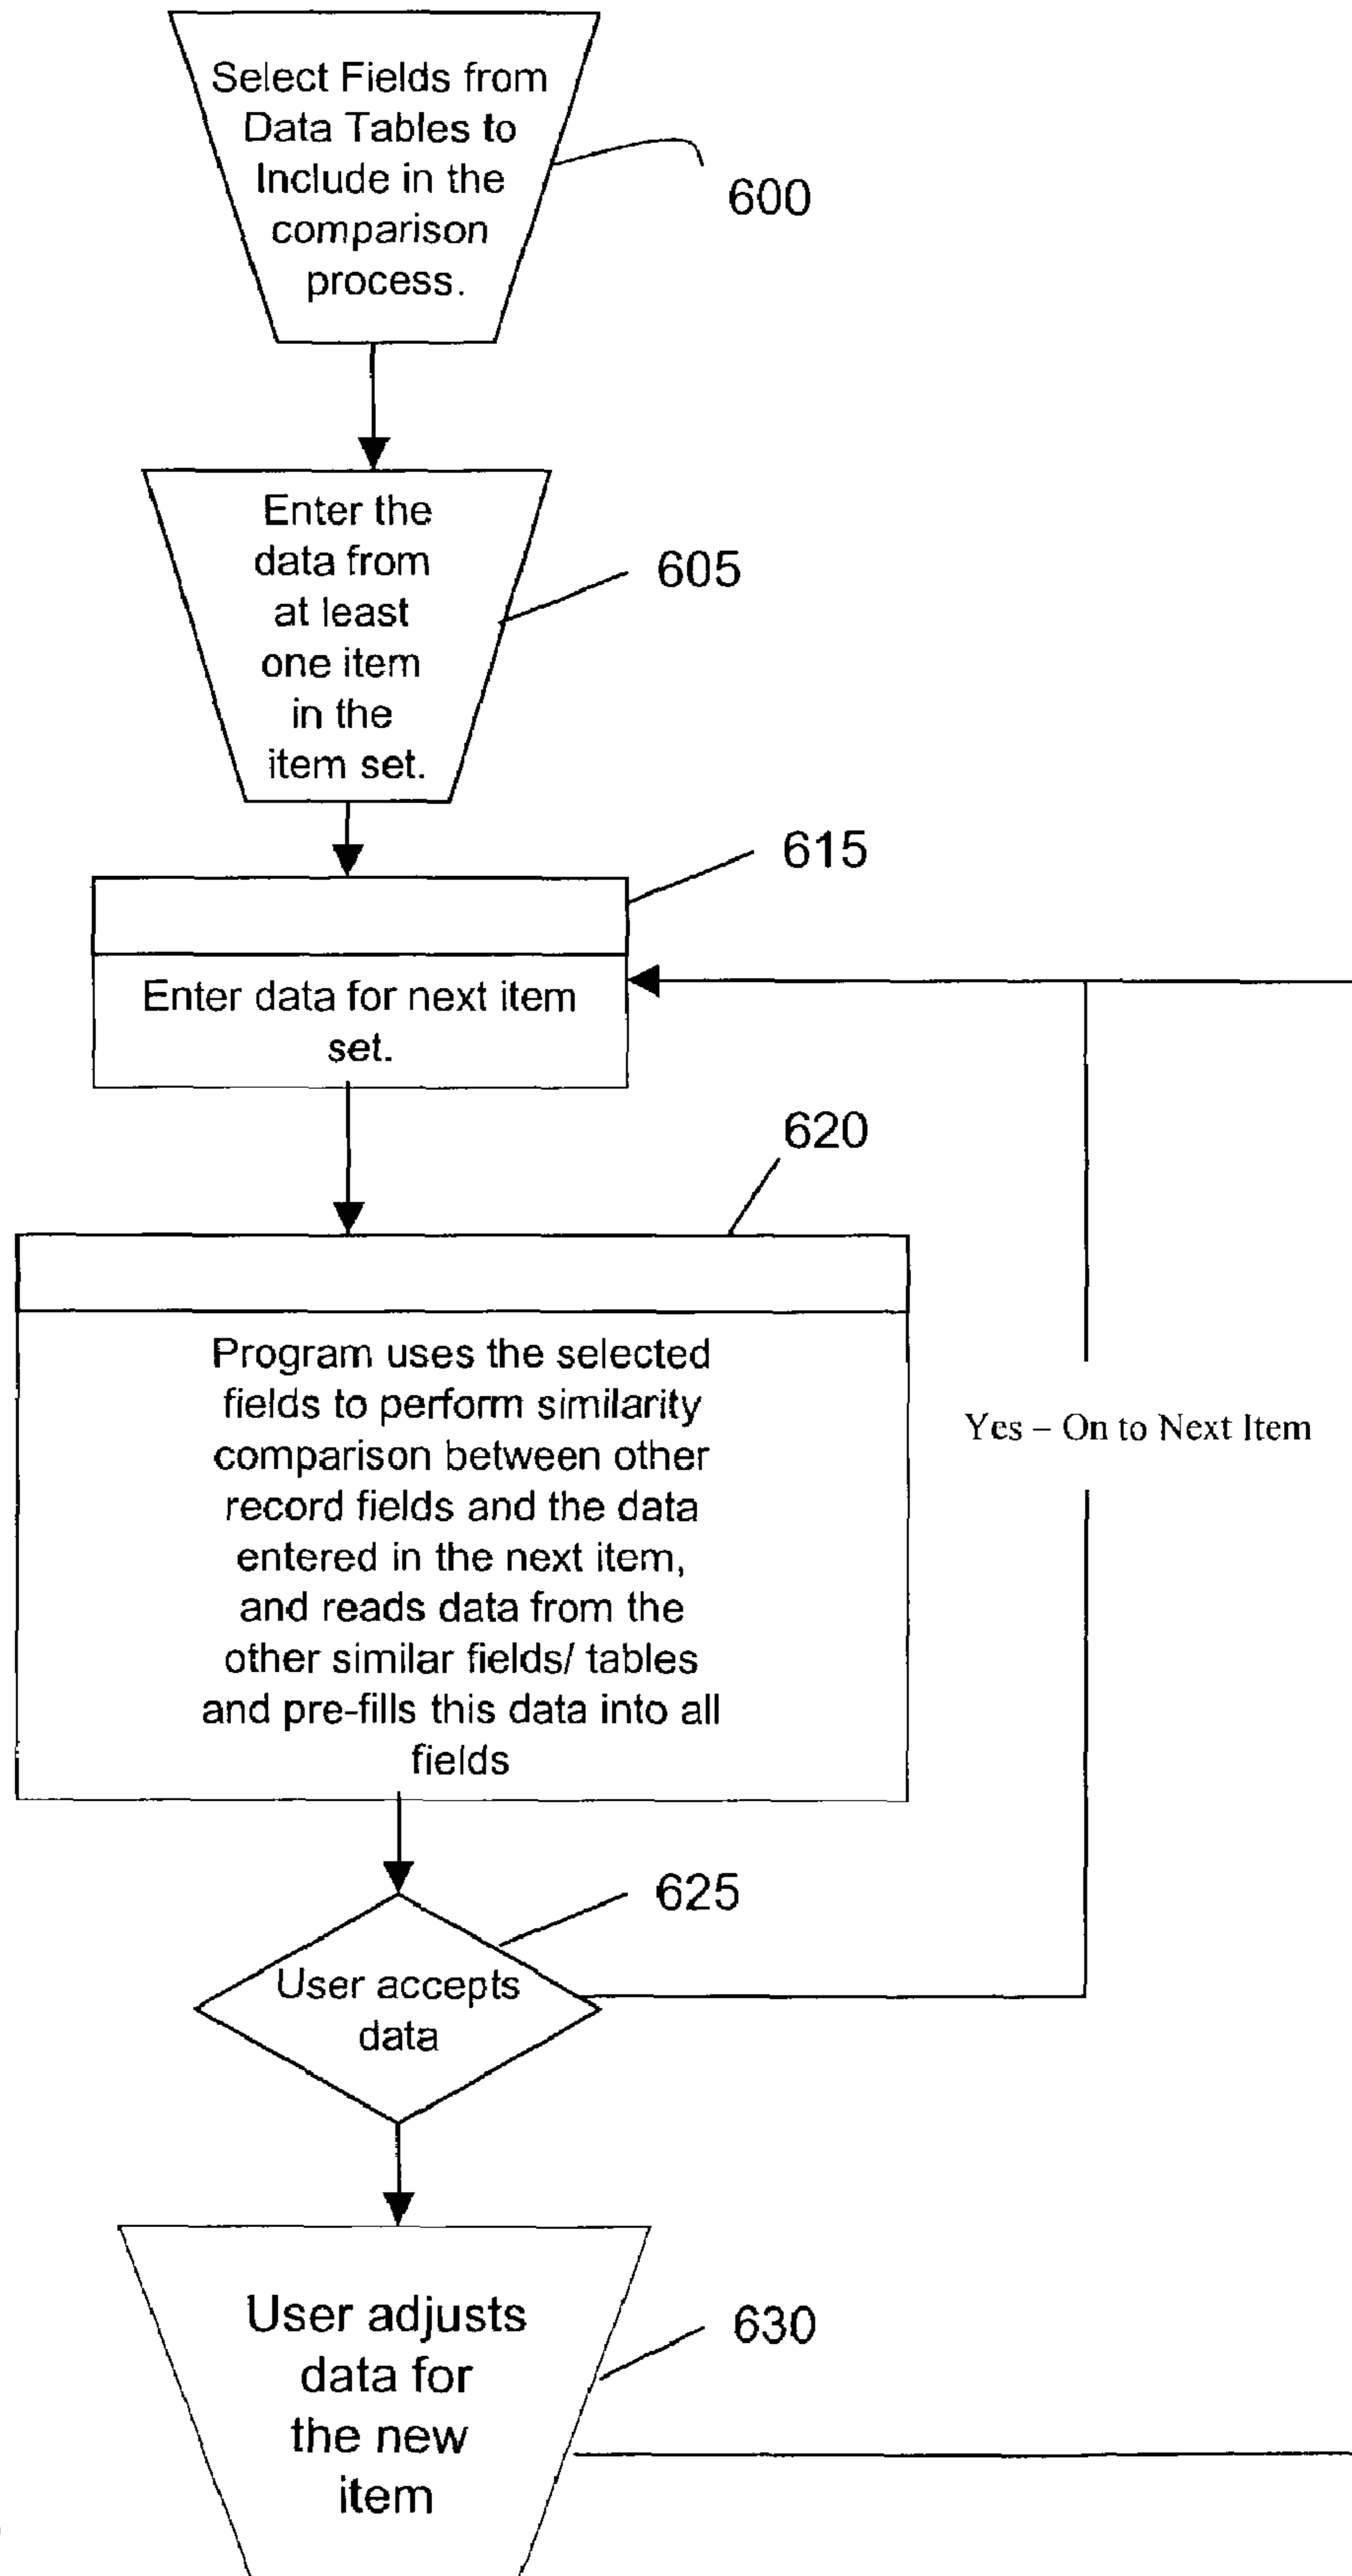 Select Fields from
Data Tables to
Include in the
comparison
process.
600
Enter the
data from
at least
one item
in the
item set.
605
615
Enter data for next item
set.
620
Program uses the selected
fields to perform similarity
comparison between other
record fields and the data
entered in the next item,
and reads data from the
other similar fields/ tables
and pre-fills this data into all
fields
Yes – On to Next Item
625
User accepts
data
User adjusts
data for
the new
item
630